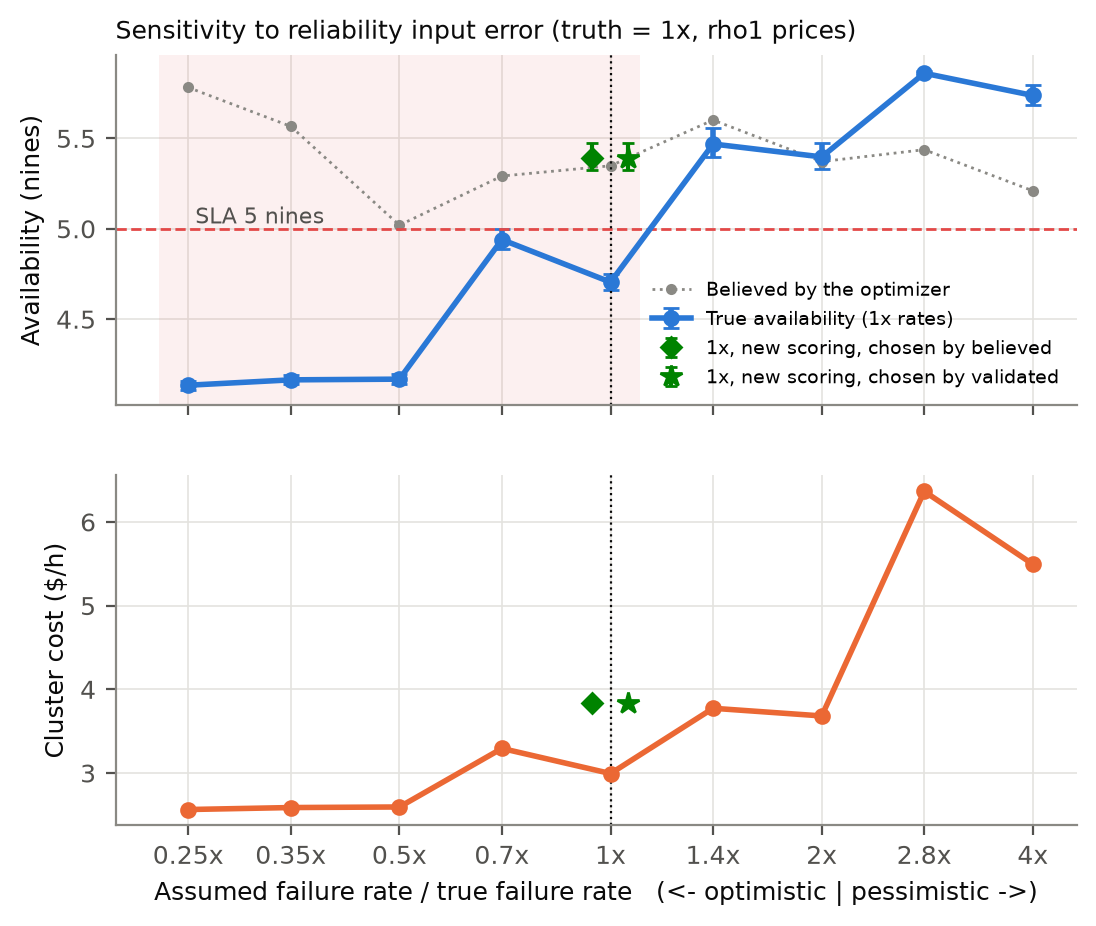 Sensitivity to reliability input error (truth = 1x, rho1 prices)
Availability (nines)
5.5
5.0
4.5
SLA 5 nines
Believed by the optimizer
True availability (1x rates)
1x, new scoring, chosen by believed
1x, new scoring, chosen by validated
Cluster cost ($/h)
6
5
4
3
0.25x 0.35x 0.5x 0.7x 1x 1.4x 2x 2.8x 4x
Assumed failure rate / true failure rate (<- optimistic | pessimistic ->)